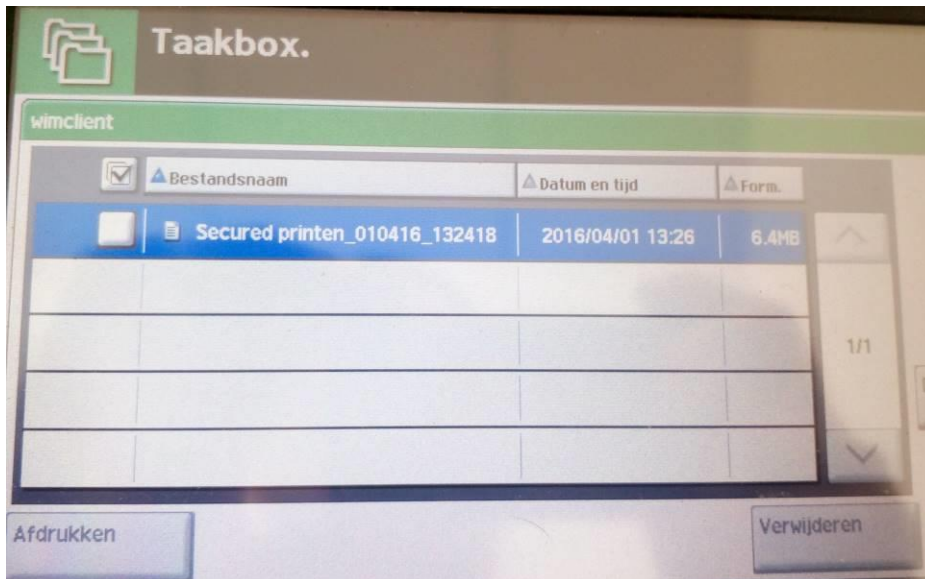 Taakbox.
wimclient
Bestandsnaam Datum en tijd Form.
Secured printen_010416_132418 2016/04/01 13:26 6.4MB
1/1
Afdrukken Verwijderen